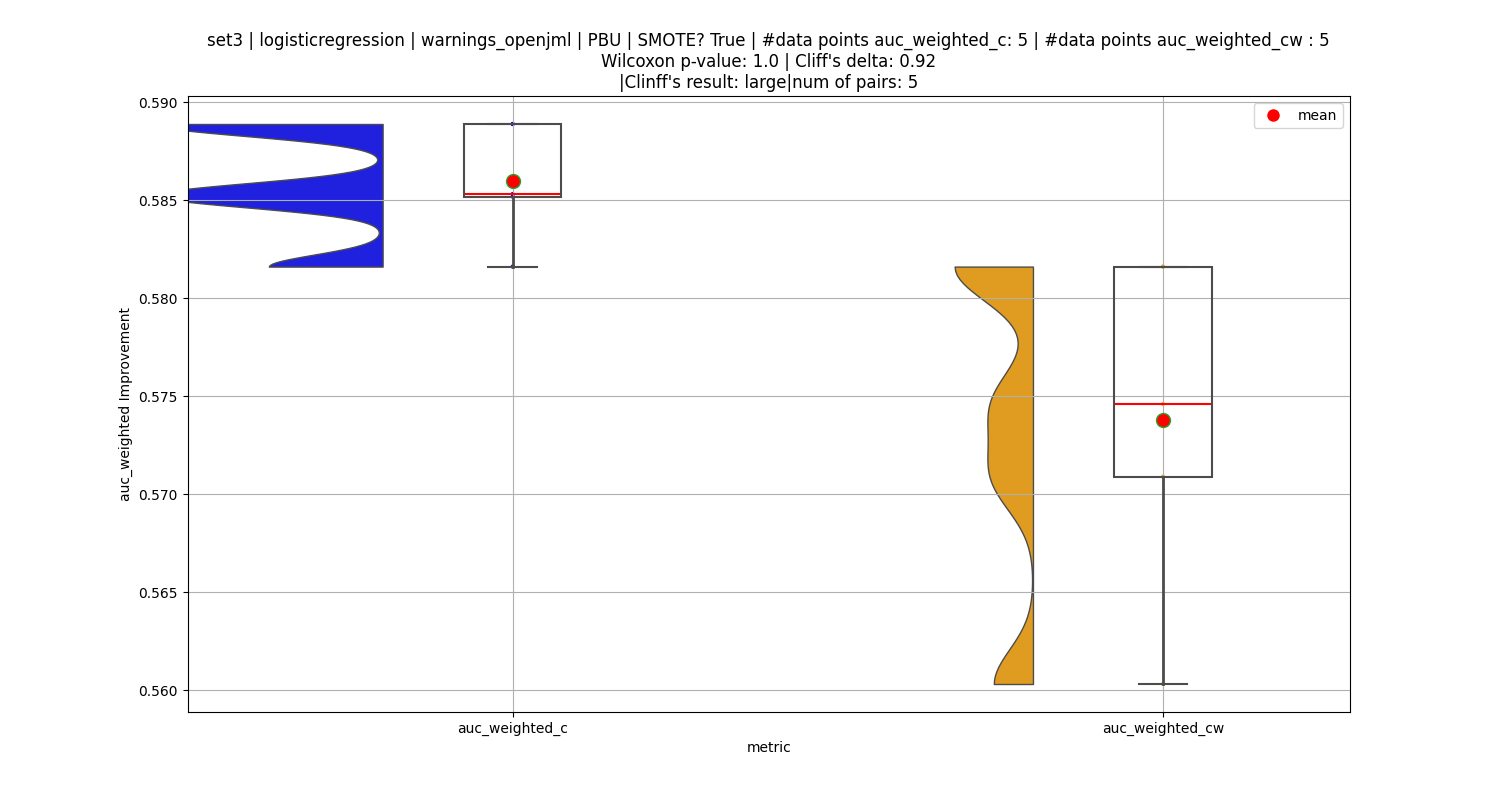 set3 | logisticregression | warnings_openjml | PBU | SMOTE? True | #data points auc_weighted_c: 5 | #data points auc_weighted_cw : 5
Wilcoxon p-value: 1.0 | Cliff's delta: 0.92
|Clinff's result: large|num of pairs: 5
mean
0.590
0.585
0.580
0.575
0.570
0.565
0.560
auc_weighted Improvement
auc_weighted_c
auc_weighted_cw
metric